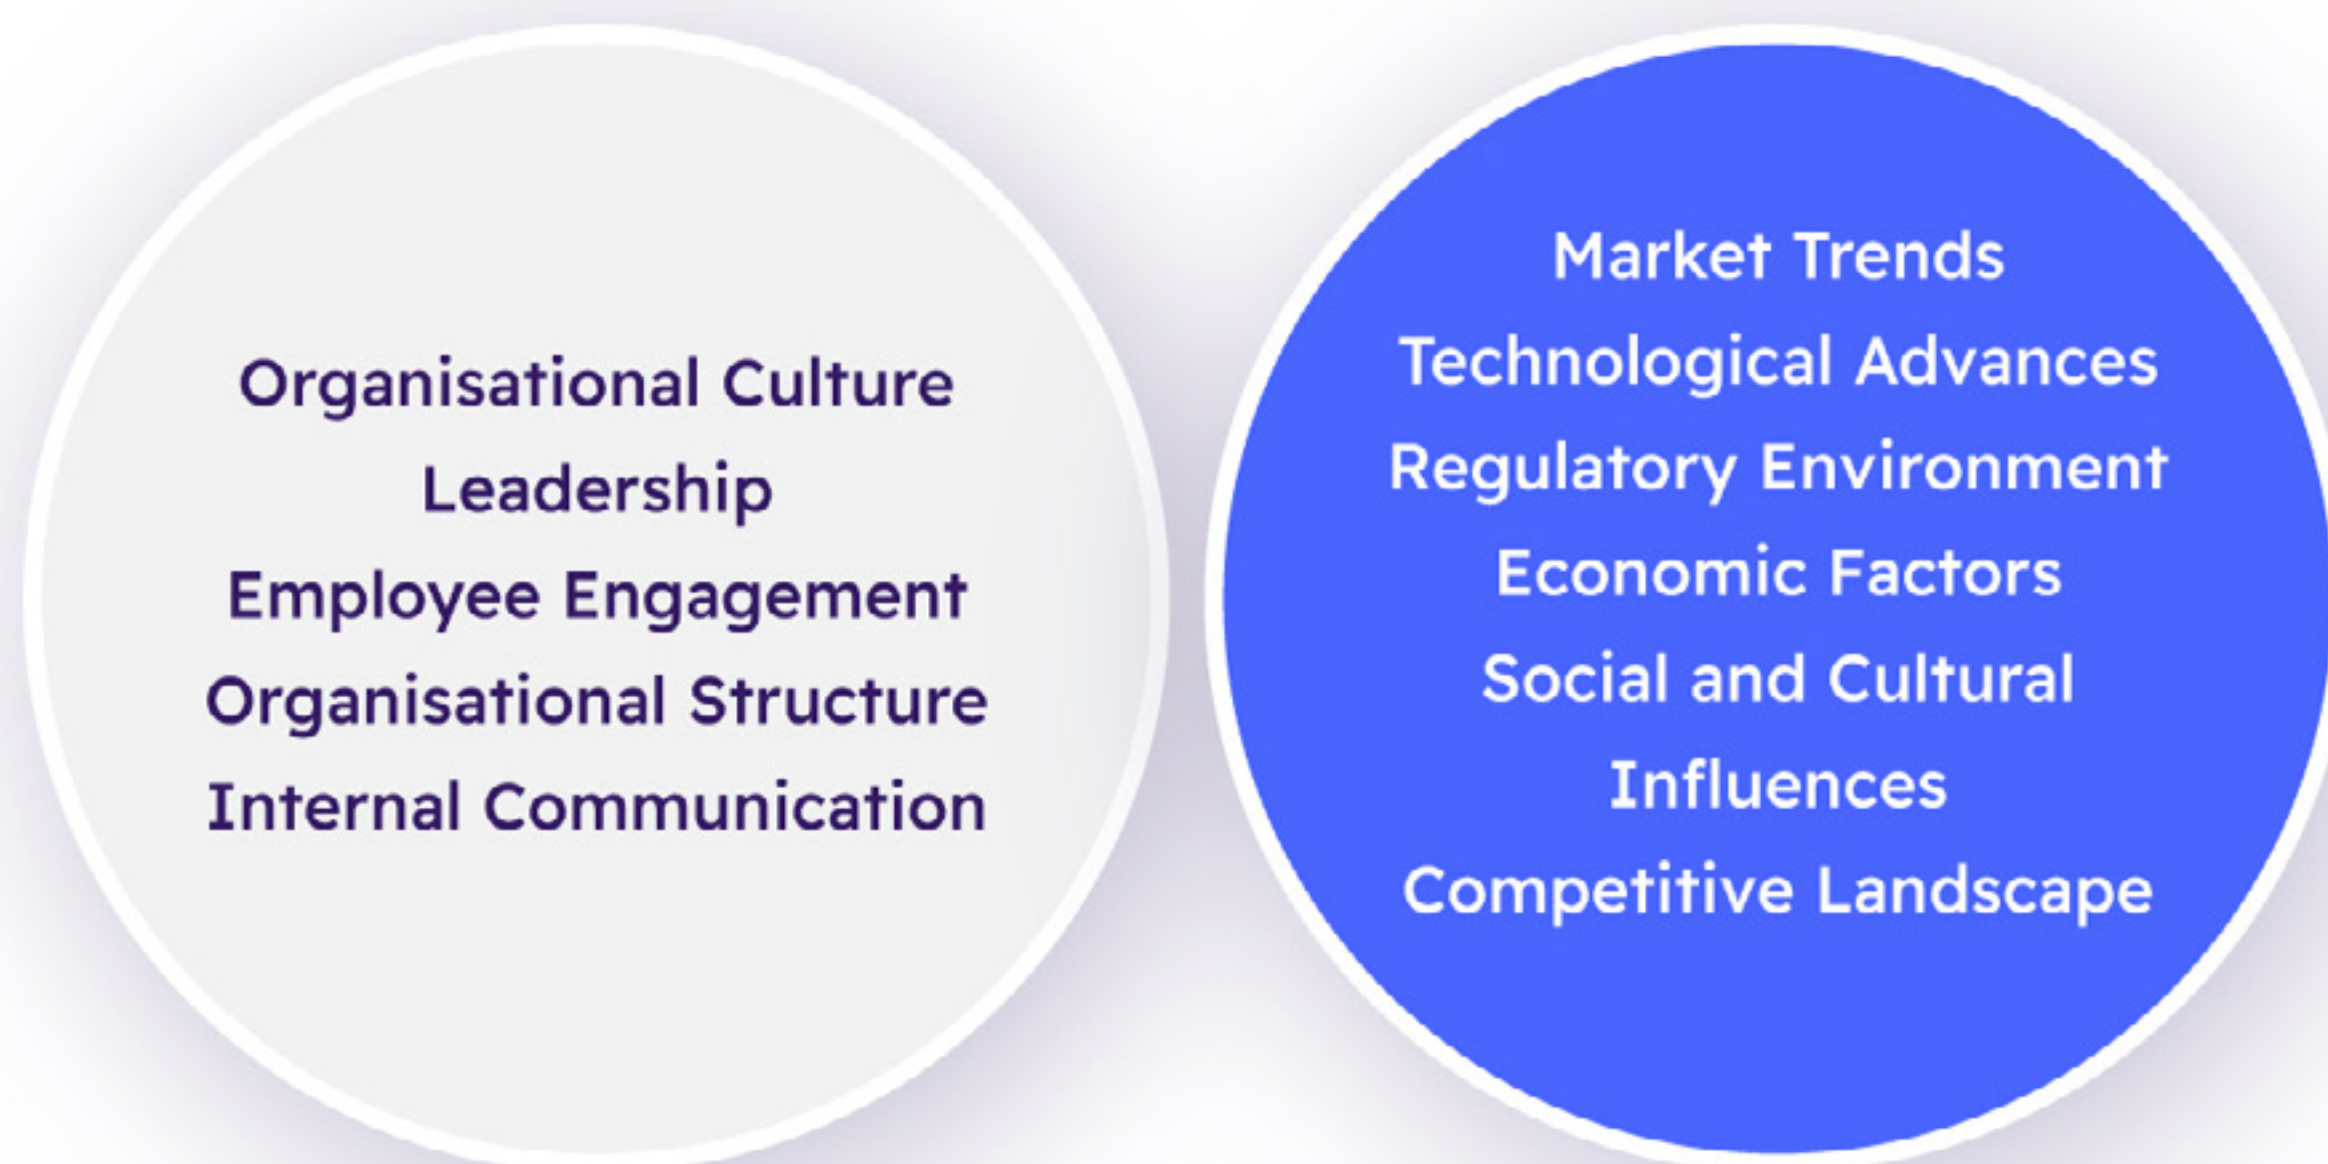 Organisational Culture
Leadership
Employee Engagement
Organisational Structure
Internal Communication
Market Trends
Technological Advances
Regulatory Environment
Economic Factors
Social and Cultural
Influences
Competitive Landscape